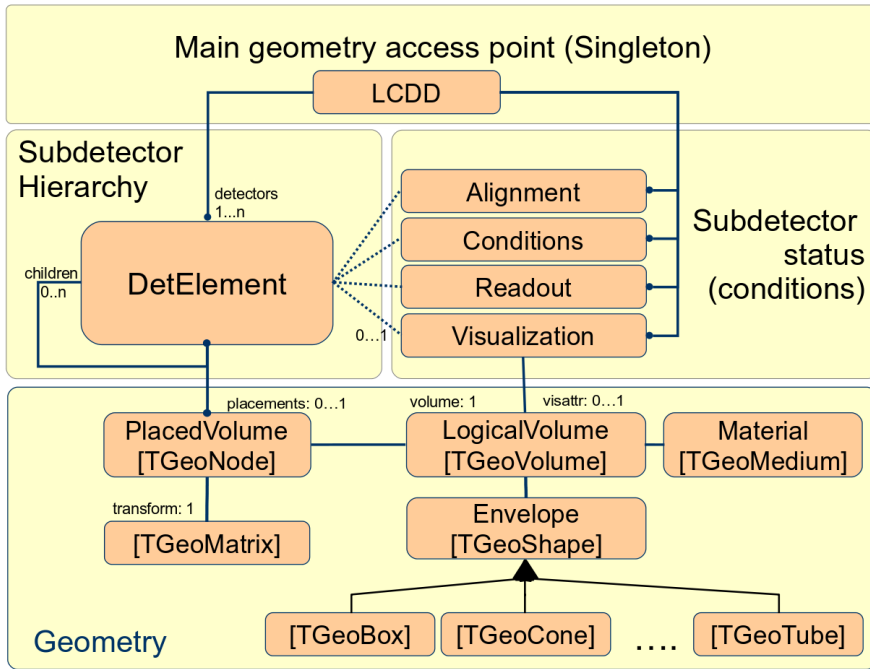 Main geometry access point (Singleton)
LCDD
Subdetector
Hierarchy
detectors
1...n
children
0..n
DetElement
0...1
Alignment
Conditions
Readout
Visualization
Subdetector
status
(conditions)
placements: 0...1
volume: 1
visattr: 0...1
PlacedVolume
[TGeoNode]
LogicalVolume
[TGeoVolume]
Material
[TGeoMedium]
transform: 1
[TGeoMatrix]
Envelope
[TGeoShape]
[TGeoBox]
[TGeoCone]
....
[TGeoTube]
Geometry